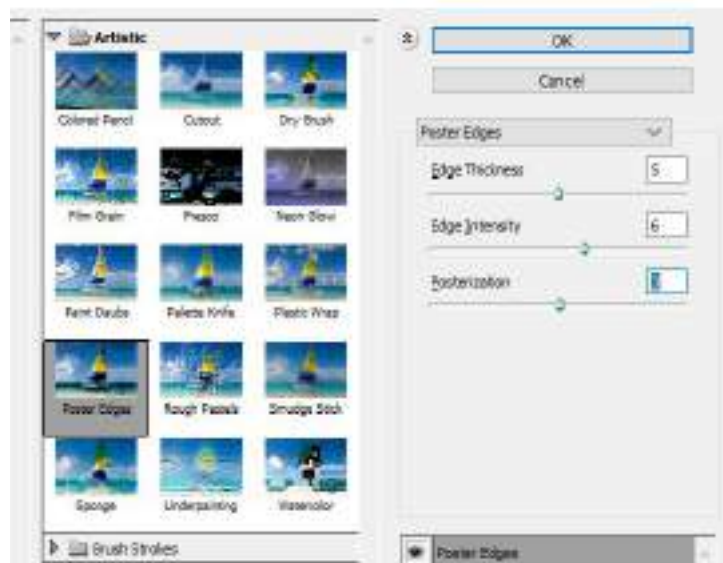 Artistic
Colored Pencil Cutout Dry Brush
Film Grain Fresco Neon Glow
Paint Daubs Palette Knife Plastic Wrap
Poster Edges Rough Pastels Smudge Stick
Sponge Underpainting Watercolor
Brush Strokes
OK
Cancel
Poster Edges
Edge Thickness 5
Edge Intensity 6
Posterization
Poster Edges